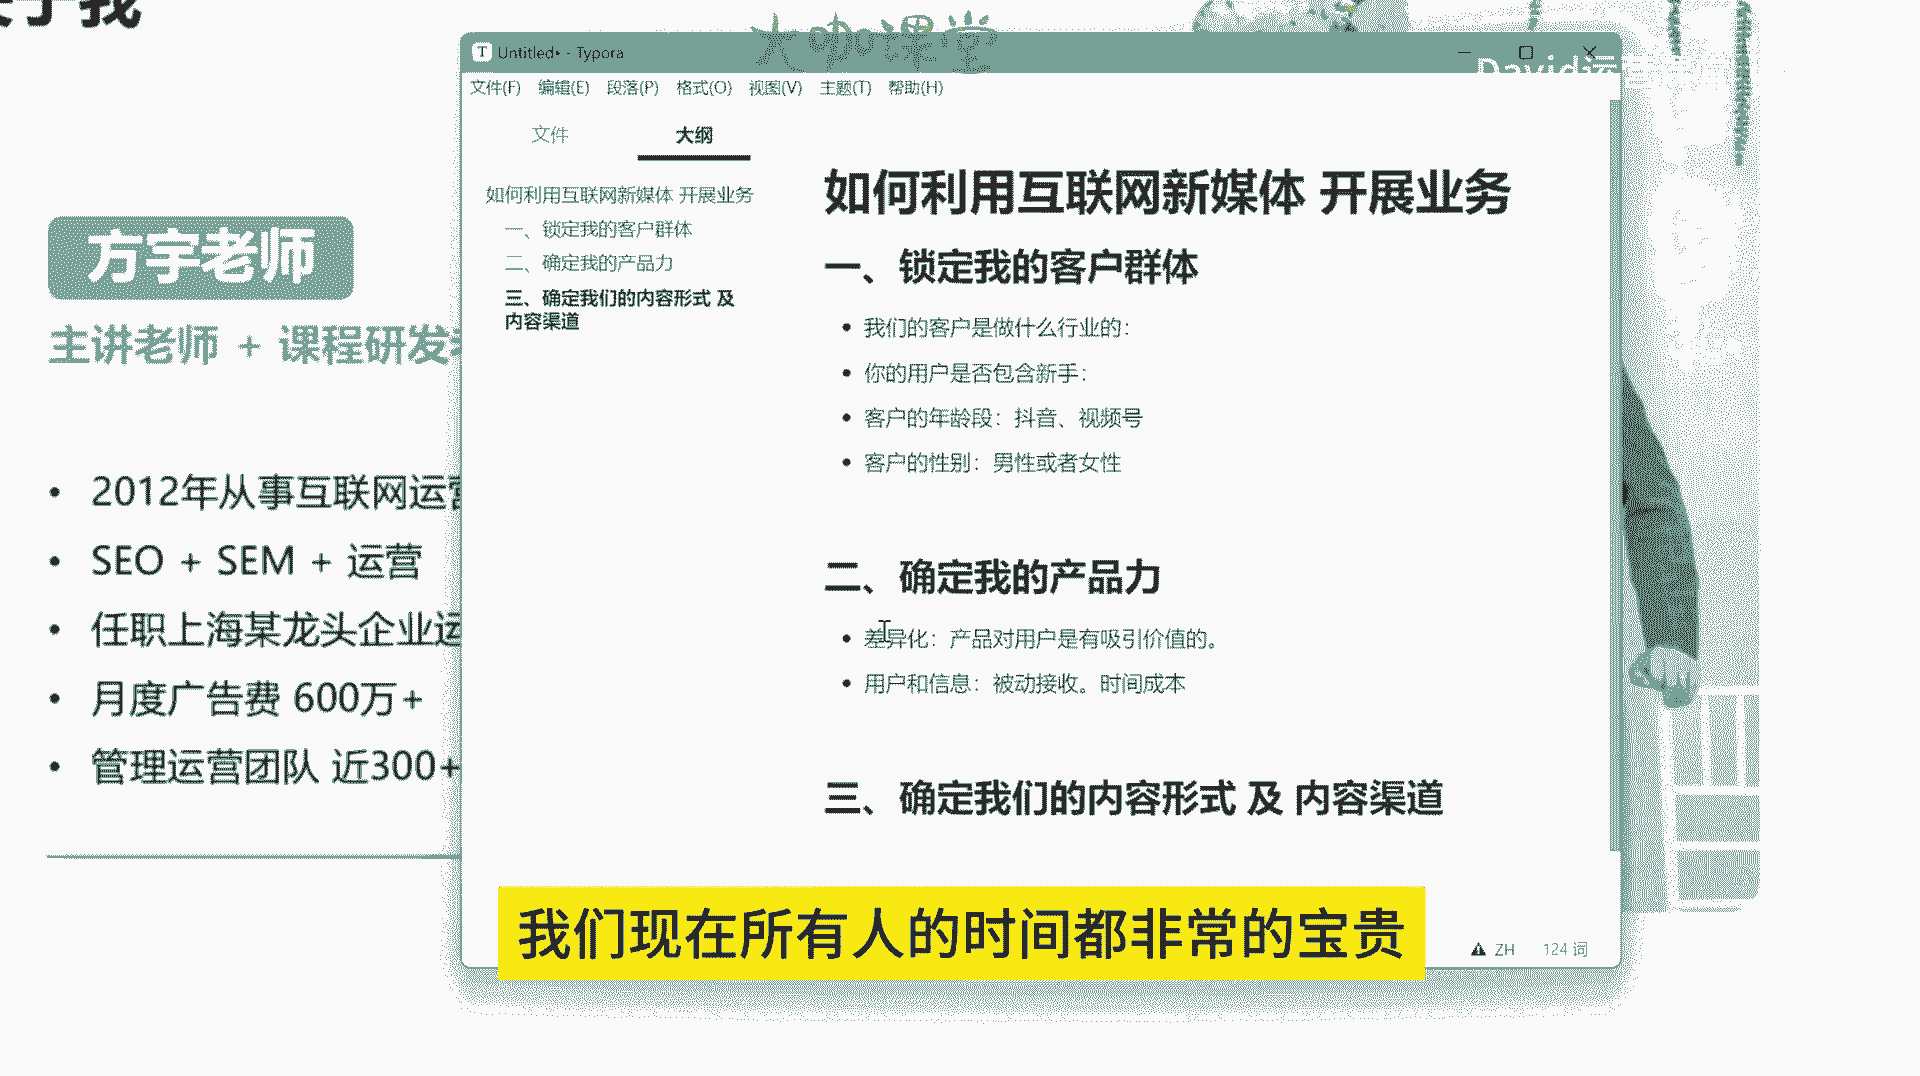 关于我
大咖课堂
方宇老师
主讲老师 + 课程研发
• 2012年从事互联网运营
• SEO + SEM + 运营
• 任职上海某龙头企业运
• 月度广告费 600万+
• 管理运营团队 近300+
Untitled• - Typora
David运
文件(F) 编辑(E) 段落(P) 格式(O) 视图(V) 主题(T) 帮助(H)
文件 大纲
如何利用互联网新媒体 开展业务
一、锁定我的客户群体
二、确定我的产品力
三、确定我们的内容形式 及
内容渠道
如何利用互联网新媒体 开展业务
一、锁定我的客户群体
• 我们的客户是做什么行业的：
• 你的用户是否包含新手：
• 客户的年龄段：抖音、视频号
• 客户的性别：男性或者女性
二、确定我的产品力
• 差异化：产品对用户是有吸引价值的。
• 用户和信息：被动接收。时间成本
三、确定我们的内容形式 及 内容渠道
ZH 124 词
我们现在所有人的时间都非常的宝贵